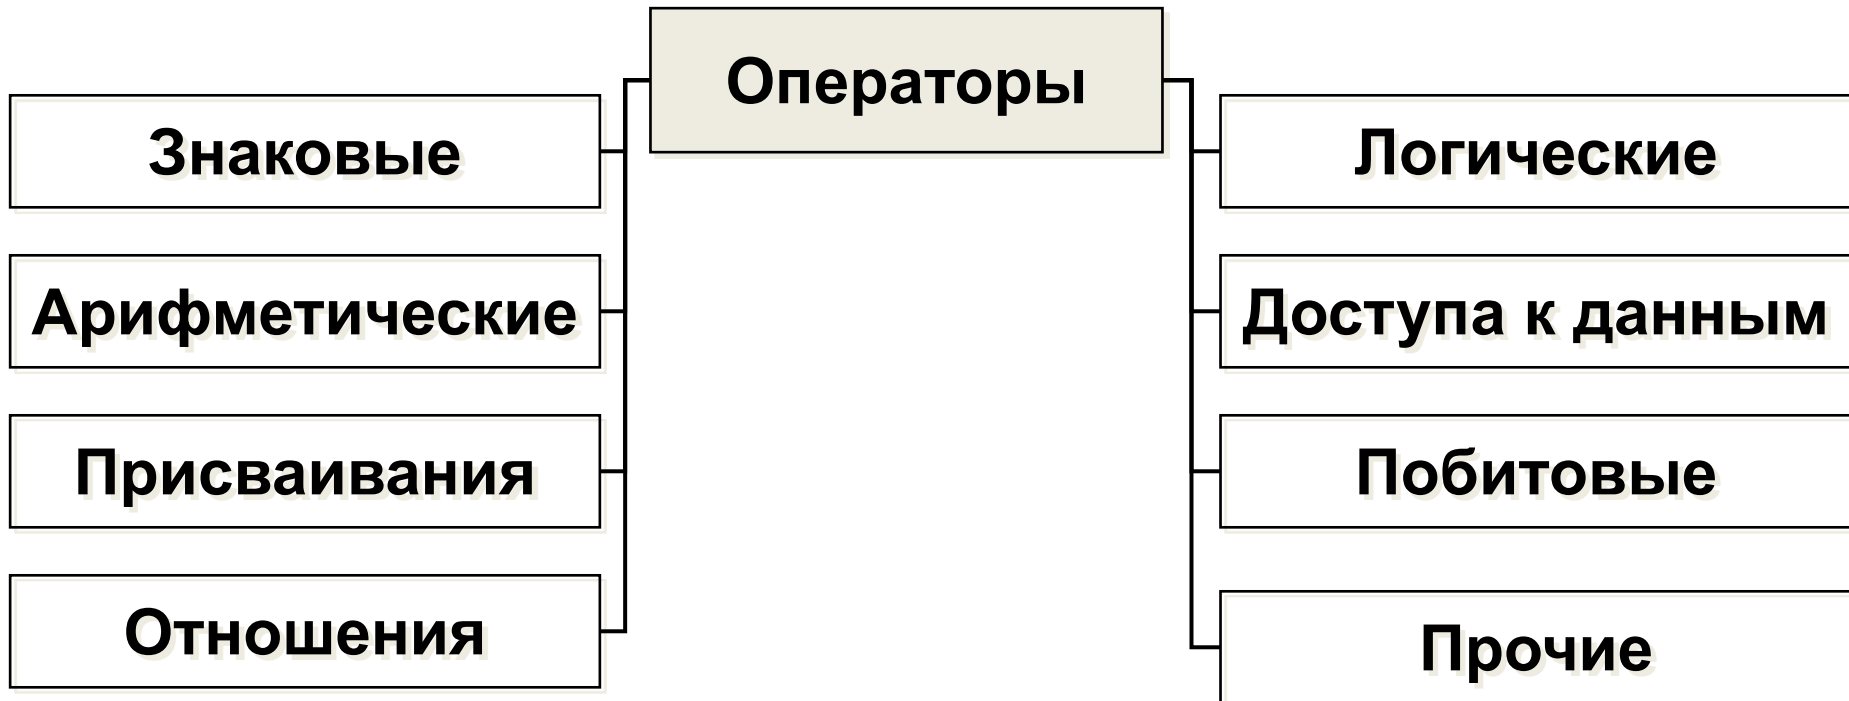 Операторы
Знаковые
Арифметические
Присваивания
Отношения
Логические
Доступа к данным
Побитовые
Прочие